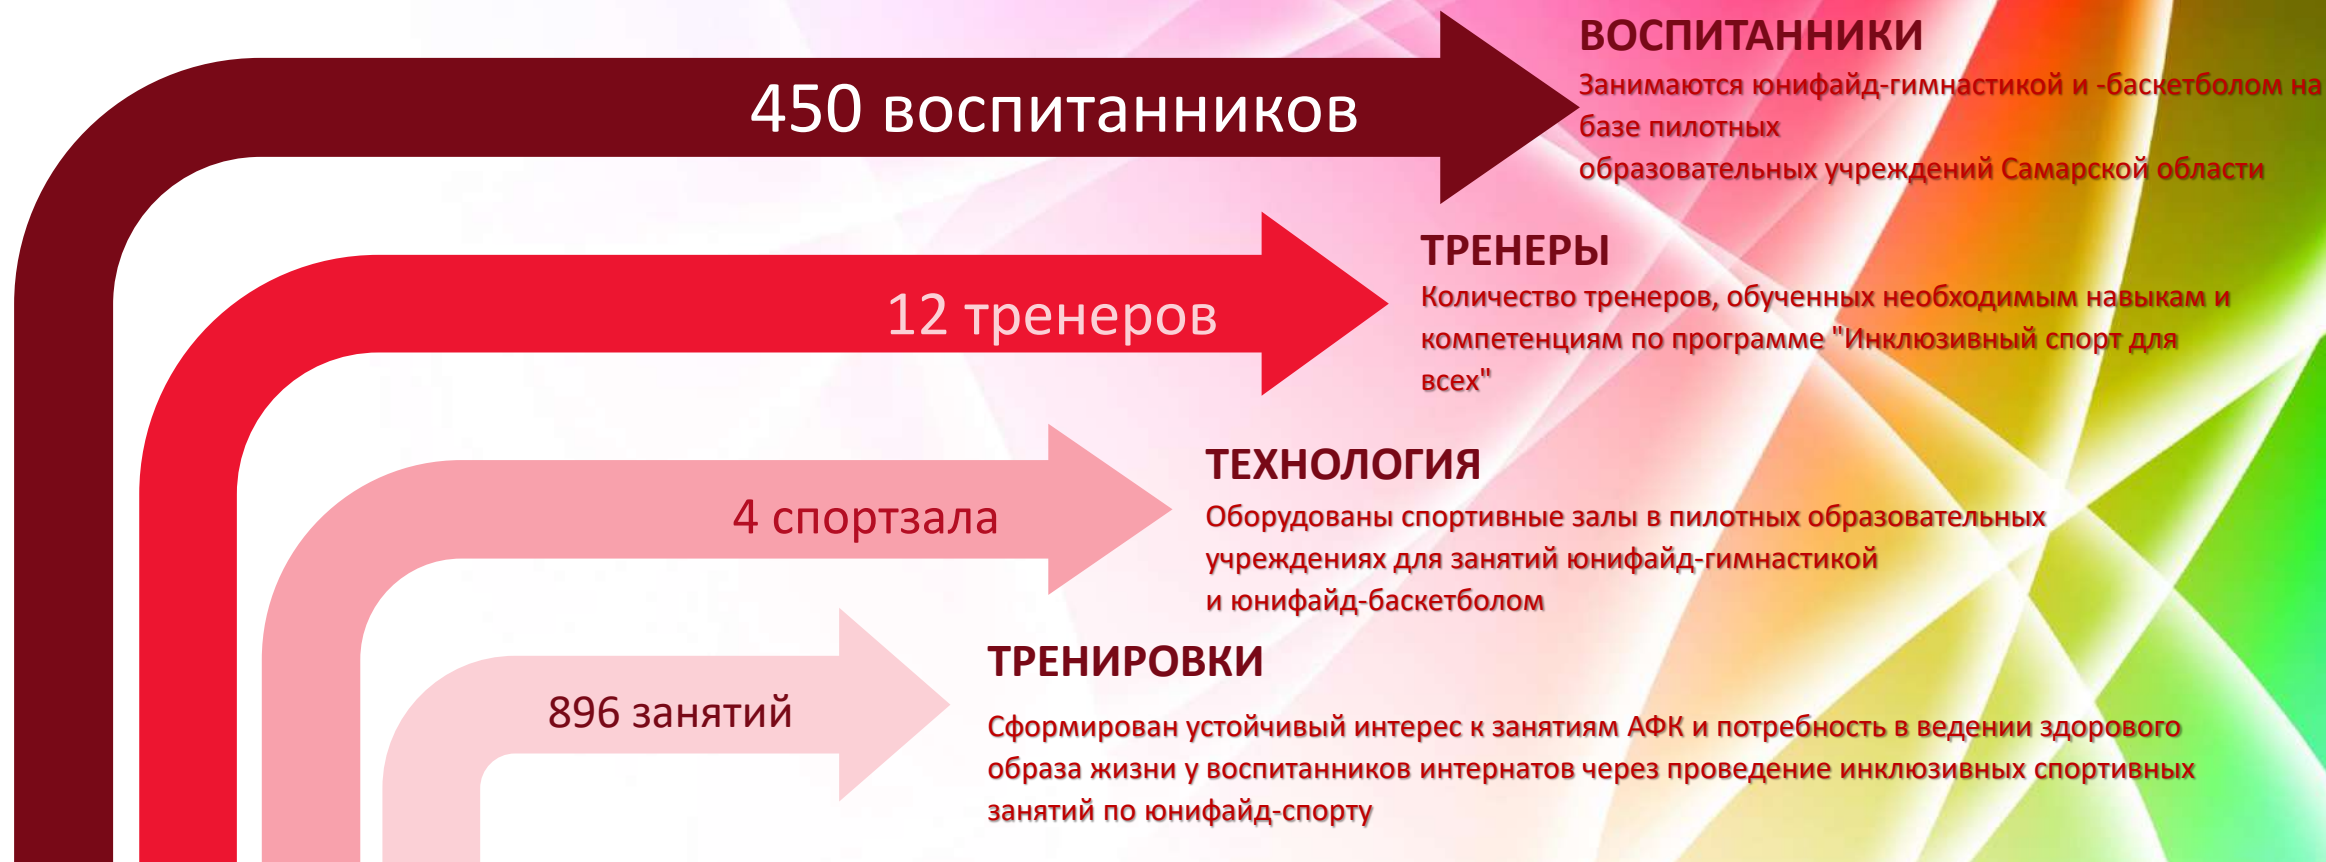 450 воспитанников
ВОСПИТАННИКИ
Занимаются юнифайд-гимнастикой и -баскетболом на
базе пилотных
образовательных учреждений Самарской области
12 тренеров
ТРЕНЕРЫ
Количество тренеров, обученных необходимым навыкам и
компетенциям по программе "Инклюзивный спорт для
всех"
4 спортзала
ТЕХНОЛОГИЯ
Оборудованы спортивные залы в пилотных образовательных
учреждениях для занятий юнифайд-гимнастикой
и юнифайд-баскетболом
896 занятий
ТРЕНИРОВКИ
Сформирован устойчивый интерес к занятиям АФК и потребность в ведении здорового
образа жизни у воспитанников интернатов через проведение инклюзивных спортивных
занятий по юнифайд-спорту